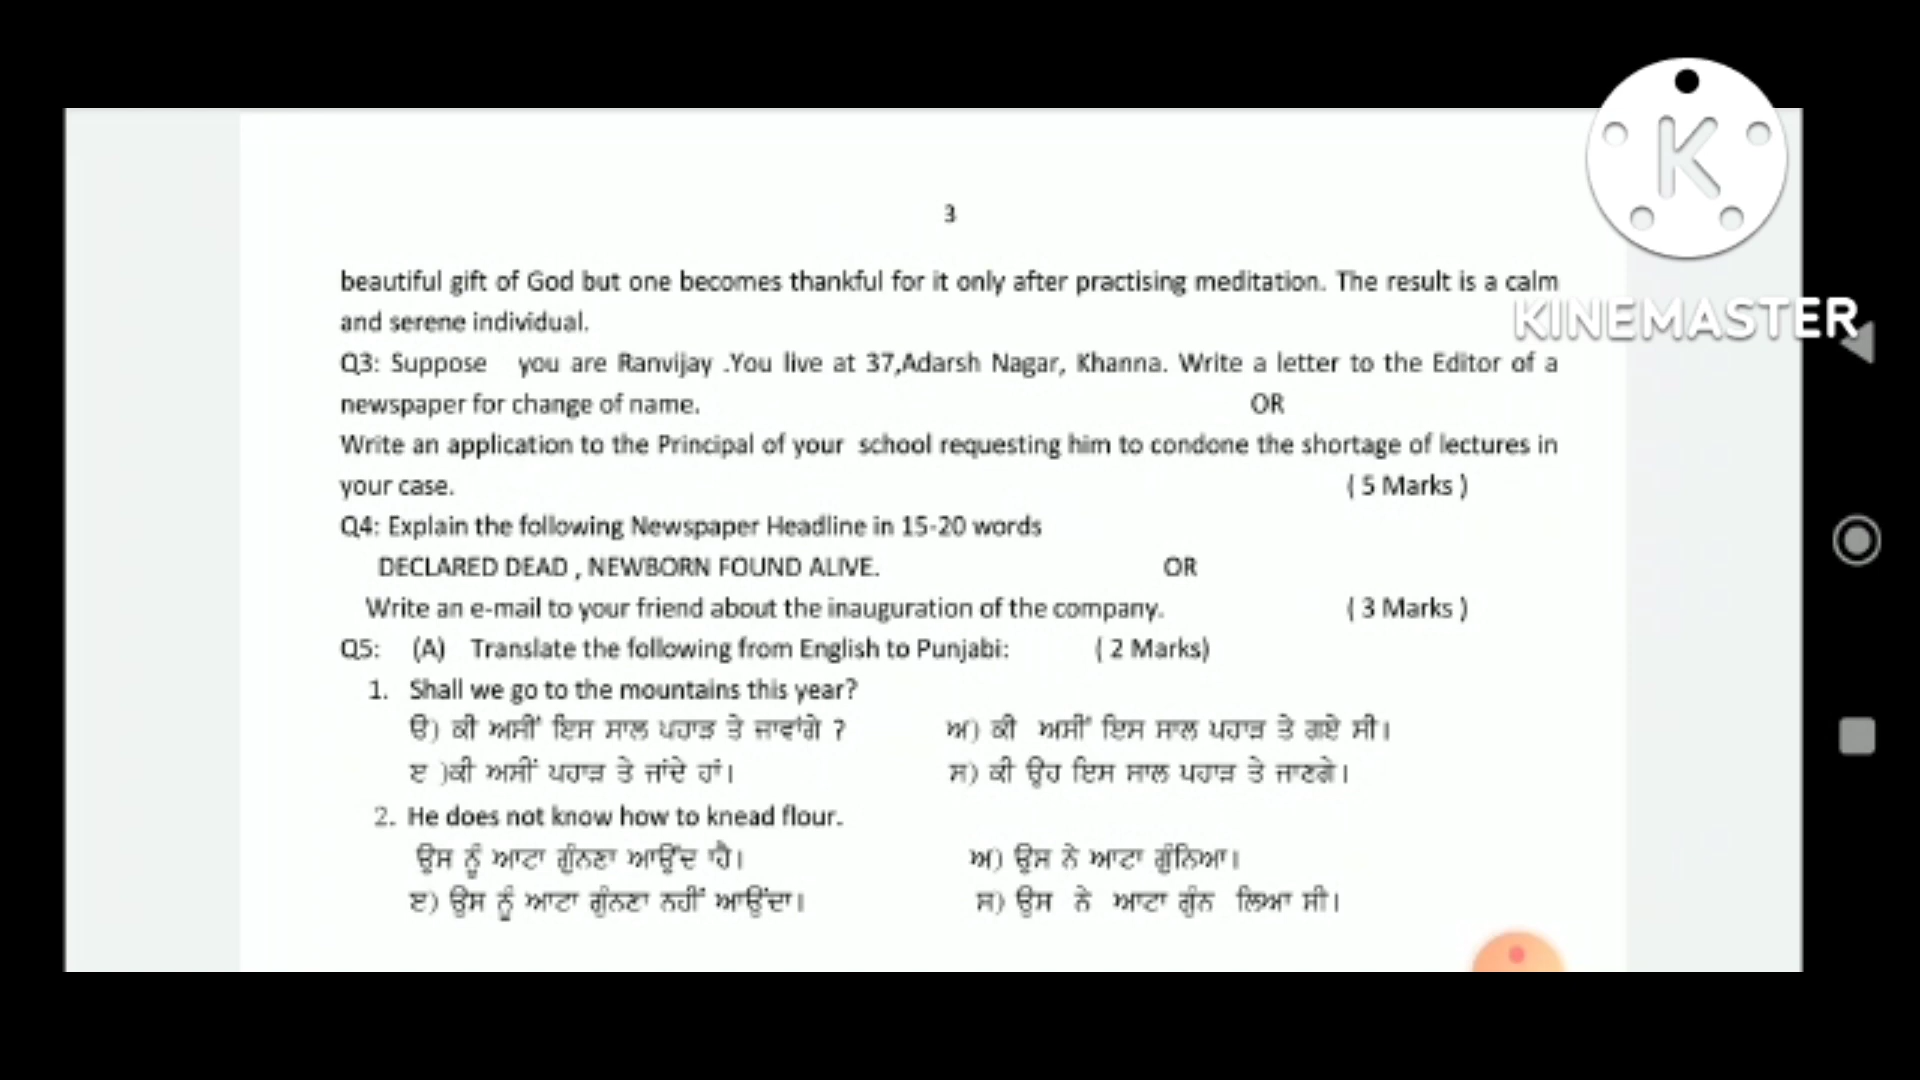 K
KINEMASTER
3
beautiful gift of God but one becomes thankful for it only after practising meditation. The result is a calm
and serene individual.
Q3: Suppose you are Ranvijay .You live at 37,Adarsh Nagar, Khanna. Write a letter to the Editor of a
newspaper for change of name. OR
Write an application to the Principal of your school requesting him to condone the shortage of lectures in
your case. ( 5 Marks )
Q4: Explain the following Newspaper Headline in 15-20 words
DECLARED DEAD , NEWBORN FOUND ALIVE. OR
Write an e-mail to your friend about the inauguration of the company. ( 3 Marks )
Q5: (A) Translate the following from English to Punjabi: ( 2 Marks)
1. Shall we go to the mountains this year?
ੳ) ਕੀ ਅਸੀਂ ਇਸ ਸਾਲ ਪਹਾੜ ਤੇ ਜਾਵਾਂਗੇ ? ਅ) ਕੀ ਅਸੀਂ ਇਸ ਸਾਲ ਪਹਾੜ ਤੇ ਗਏ ਸੀ।
ੲ )ਕੀ ਅਸੀਂ ਪਹਾੜ ਤੇ ਜਾਂਦੇ ਹਾਂ। ਸ) ਕੀ ਉਹ ਇਸ ਸਾਲ ਪਹਾੜ ਤੇ ਜਾਣਗੇ।
2. He does not know how to knead flour.
ਉਸ ਨੂੰ ਆਟਾ ਗੁੰਨਣਾ ਆਉਂਦ ਾਹੈ। ਅ) ਉਸ ਨੇ ਆਟਾ ਗੁੰਨਿਆ।
ੲ) ਉਸ ਨੂੰ ਆਟਾ ਗੁੰਨਣਾ ਨਹੀਂ ਆਉਂਦਾ। ਸ) ਉਸ ਨੇ ਆਟਾ ਗੁੰਨ ਲਿਆ ਸੀ।